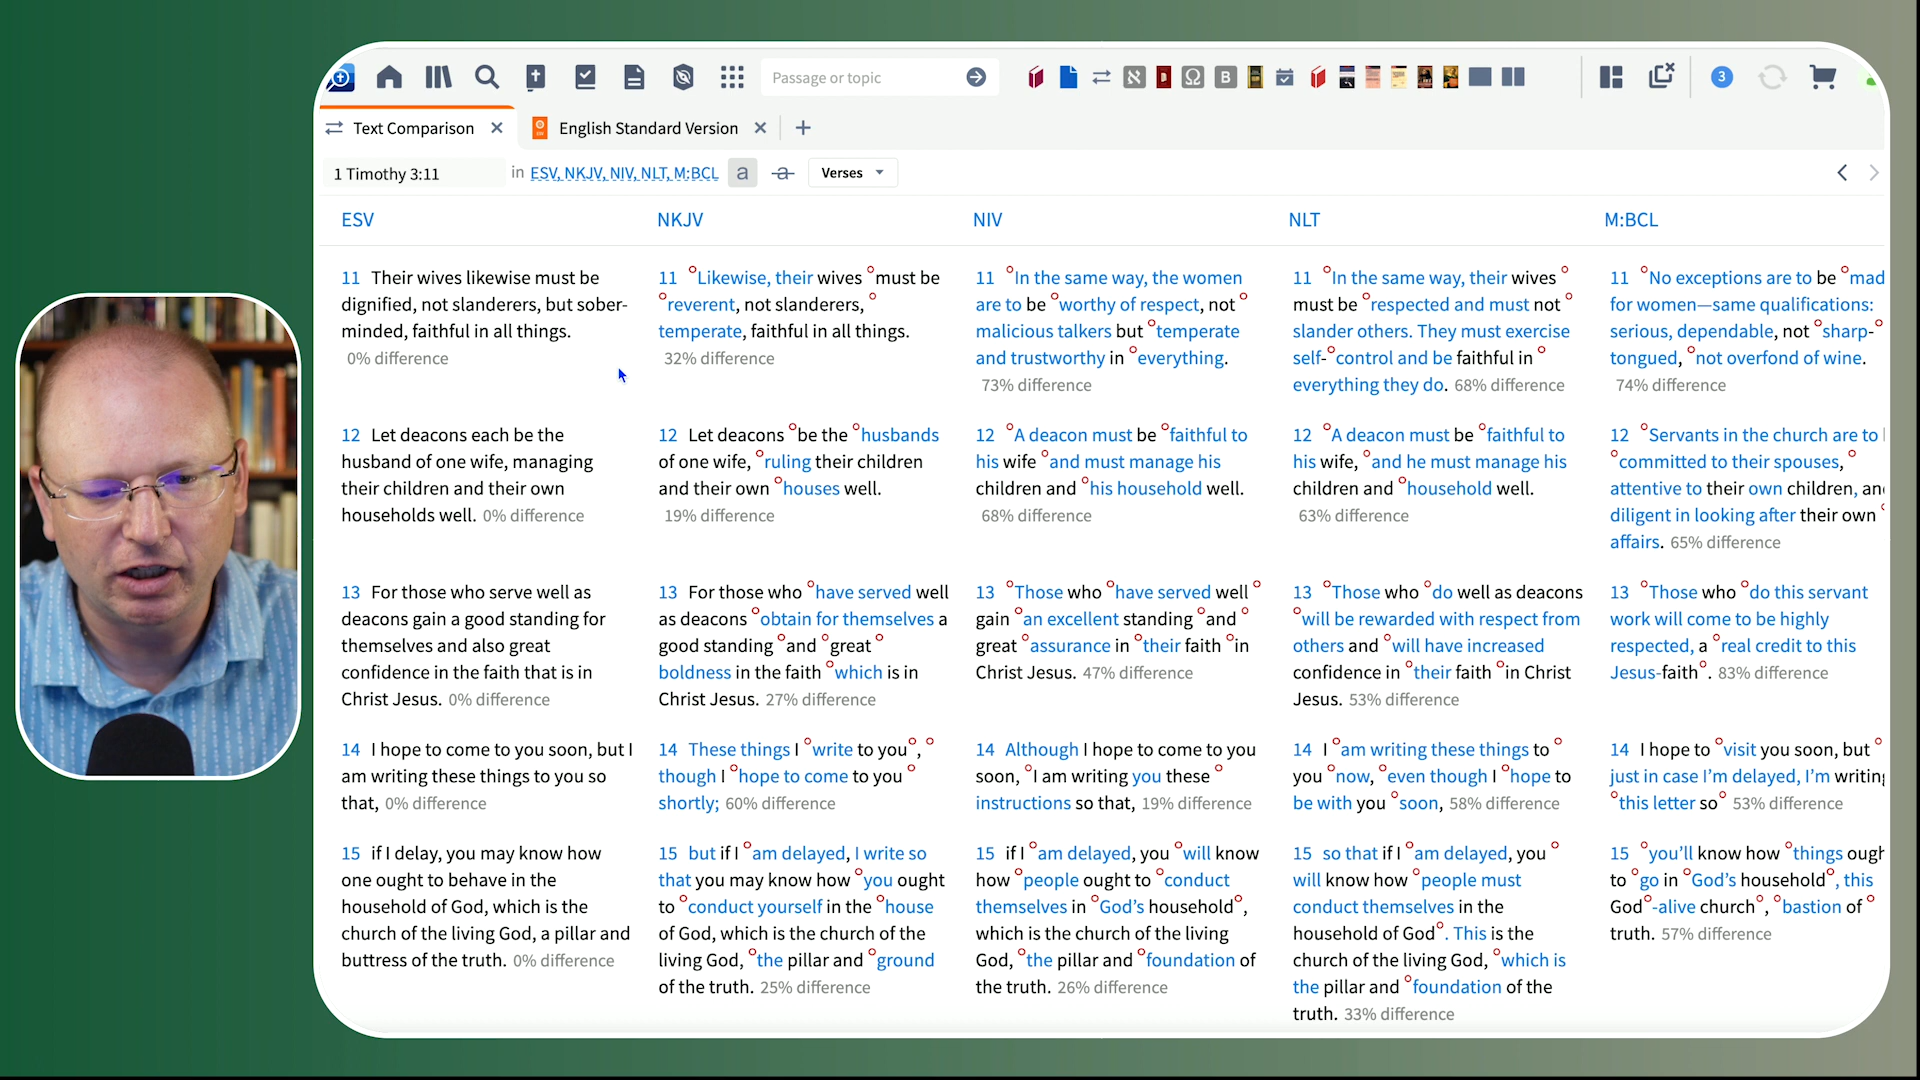 Passage or topic
3
Text Comparison
English Standard Version
1 Timothy 3:11
in ESV, NKJV, NIV, NLT, M:BCL
a
a
Verses
ESV
11 Their wives likewise must be
dignified, not slanderers, but sober-
minded, faithful in all things.
0% difference
12 Let deacons each be the
husband of one wife, managing
their children and their own
households well. 0% difference
13 For those who serve well as
deacons gain a good standing for
themselves and also great
confidence in the faith that is in
Christ Jesus. 0% difference
14 I hope to come to you soon, but I
am writing these things to you so
that, 0% difference
15 if I delay, you may know how
one ought to behave in the
household of God, which is the
church of the living God, a pillar and
buttress of the truth. 0% difference
NKJV
11 °Likewise, their wives °must be
°reverent, not slanderers, °
temperate, faithful in all things.
32% difference
12 Let deacons °be the °husbands
of one wife, °ruling their children
and their own °houses well.
19% difference
13 For those who °have served well
as deacons °obtain for themselves a
good standing °and °great °
boldness in the faith °which is in
Christ Jesus. 27% difference
14 These things I °write to you°, °
though I °hope to come to you °
shortly; 60% difference
15 but if I °am delayed, I write so
that you may know how °you ought
to °conduct yourself in the °house
of God, which is the church of the
living God, °the pillar and °ground
of the truth. 25% difference
NIV
11 °In the same way, the women
are to be °worthy of respect, not °
malicious talkers but °temperate
and trustworthy in °everything.
73% difference
12 °A deacon must be °faithful to
his wife °and must manage his
children and °his household well.
68% difference
13 °Those who °have served well °
gain °an excellent standing °and °
great °assurance in °their faith °in
Christ Jesus. 47% difference
14 Although I hope to come to you
soon, °I am writing you these °
instructions so that, 19% difference
15 if I °am delayed, you °will know
how °people ought to °conduct
themselves in °God's household°,
which is the church of the living
God, °the pillar and °foundation of
the truth. 26% difference
NLT
11 °In the same way, their wives °
must be °respected and must not °
slander others. They must exercise
self-°control and be faithful in °
everything they do. 68% difference
12 °A deacon must be °faithful to
his wife, °and he must manage his
children and °household well.
63% difference
13 °Those who °do well as deacons
°will be rewarded with respect from
others and °will have increased
confidence in °their faith °in Christ
Jesus. 53% difference
14 I °am writing these things to °
you °now, °even though I °hope to
be with you °soon, 58% difference
15 so that if I °am delayed, you °
will know how °people must
conduct themselves in the
household of God°. This is the
church of the living God, °which is
the pillar and °foundation of the
truth. 33% difference
M:BCL
11 °No exceptions are to be °mad
for women—same qualifications:
serious, dependable, not °sharp-°
tongued, °not overfond of wine.
74% difference
12 °Servants in the church are to
°committed to their spouses, °
attentive to their own children, an
diligent in looking after their own °
affairs. 65% difference
13 °Those who °do this servant
work will come to be highly
respected, a °real credit to this
Jesus-faith°. 83% difference
14 I hope to °visit you soon, but °
just in case I'm delayed, I'm writing
°this letter so° 53% difference
15 °you'll know how °things ough
to °go in °God's household°, this
God°-alive church°, °bastion of °
truth. 57% difference